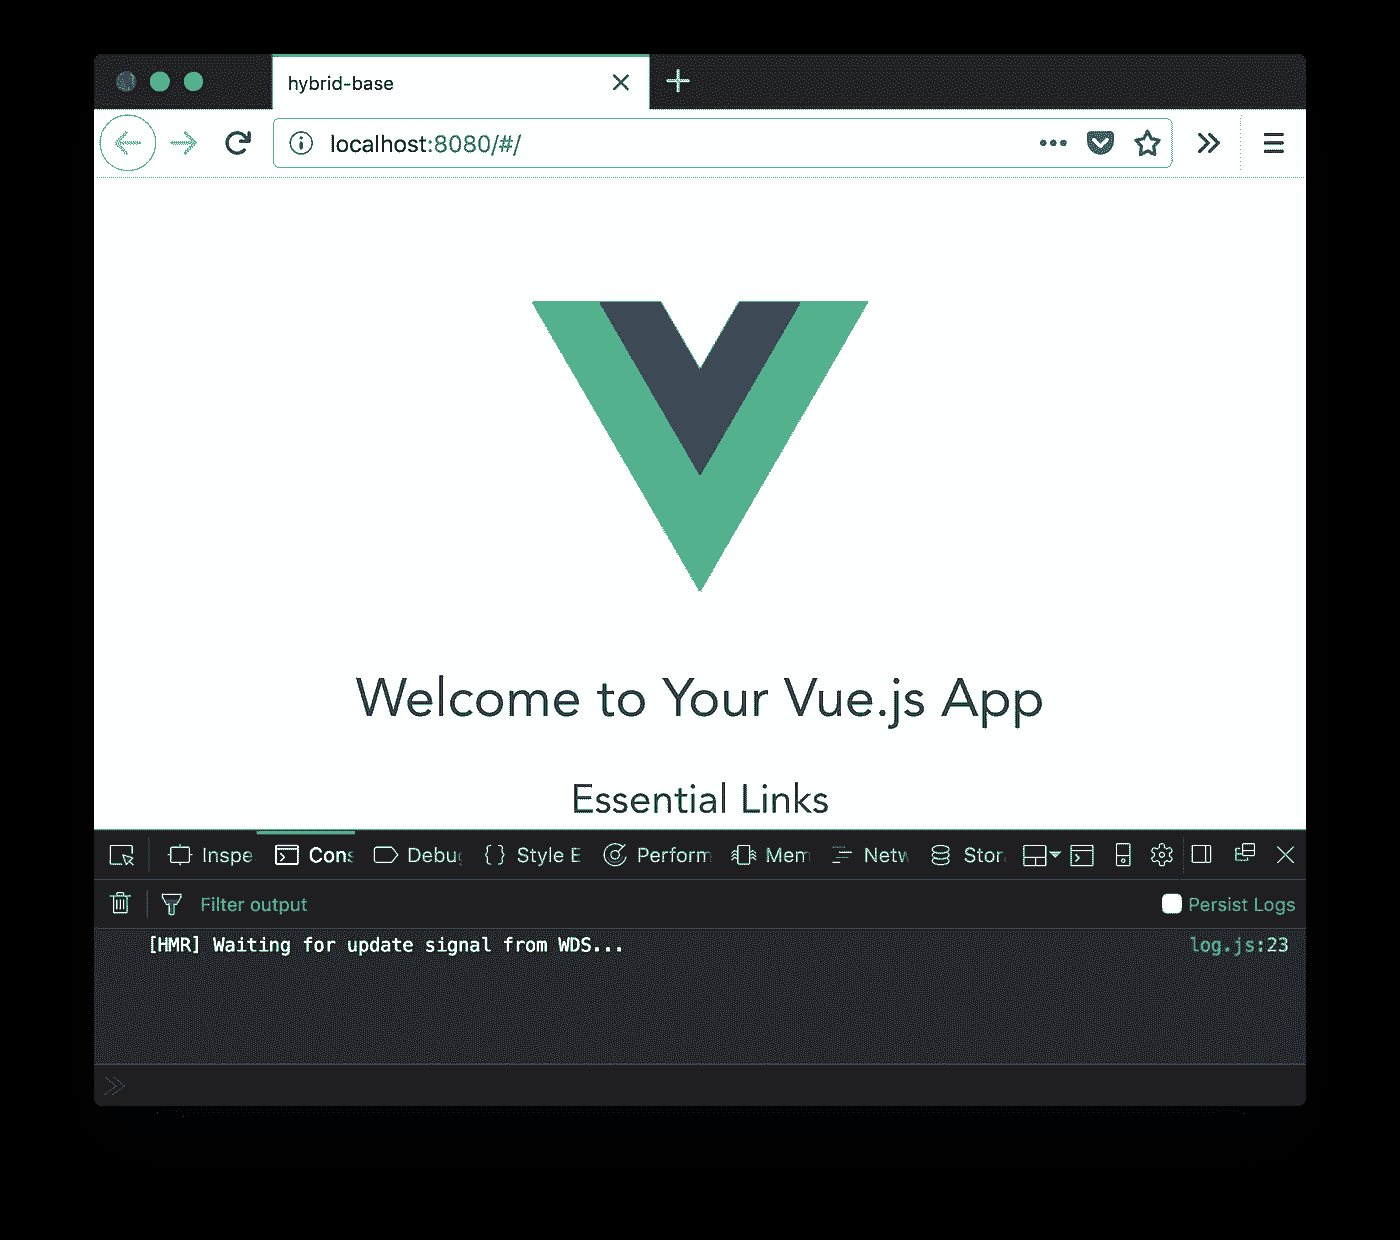 hybrid-base
localhost:8080/#/
Welcome to Your Vue.js App
Essential Links
Inspe Cons Debu Style E Perform Mem Netw Stor
Filter output Persist Logs
[HMR] Waiting for update signal from WDS... log.js:23